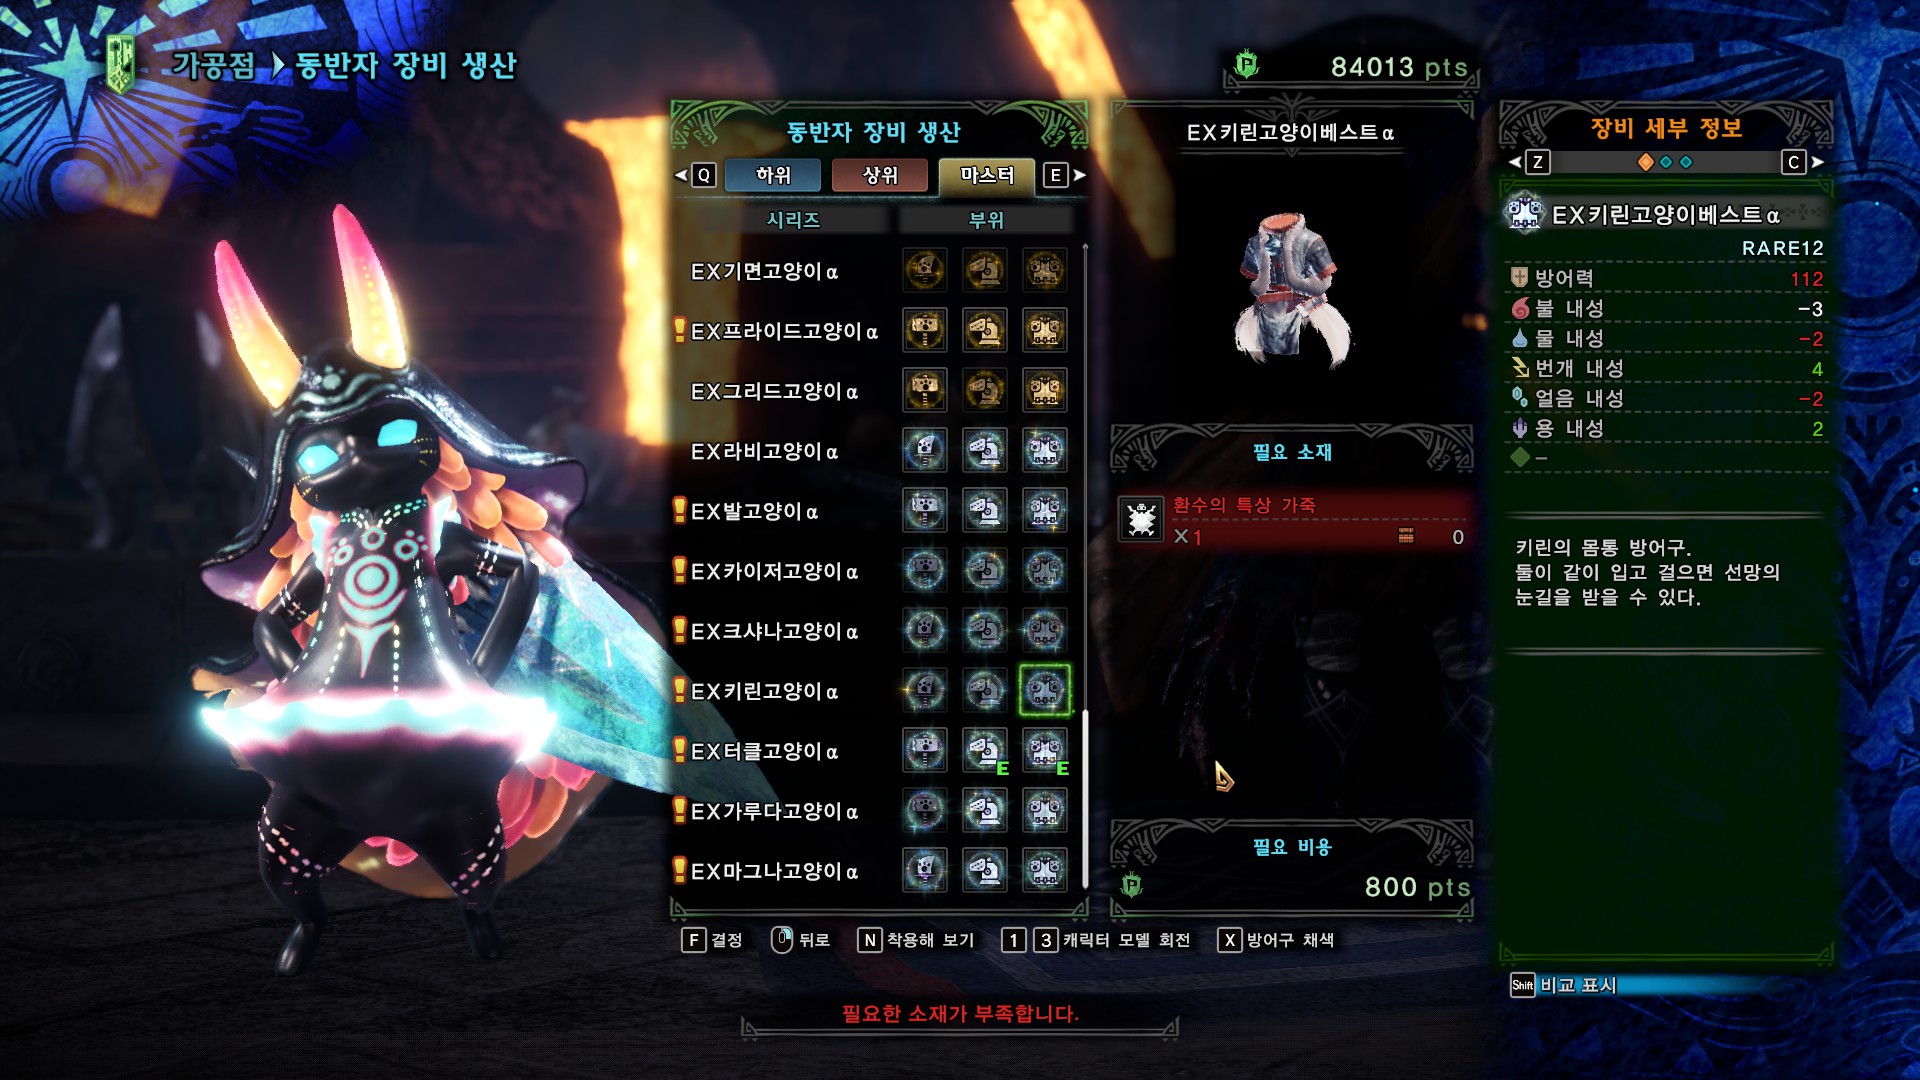 가공점 동반자 장비 생산
84013 pts
동반자 장비 생산
Q 하위 상위 마스터 E
시리즈 부위
EX기면고양이α
EX프라이드고양이α
EX그리드고양이α
EX라비고양이α
EX발고양이α
EX카이저고양이α
EX크샤나고양이α
EX키린고양이α
EX터클고양이α
E E
EX가루다고양이α
EX마그나고양이α
EX키린고양이베스트α
필요 소재
환수의 특상 가죽
×1 0
필요 비용
800 pts
장비 세부 정보
Z C
EX키린고양이베스트α
RARE12
방어력 112
불 내성 -3
물 내성 -2
번개 내성 4
얼음 내성 -2
용 내성 2
-
키린의 몸통 방어구.
둘이 같이 입고 걸으면 선망의
눈길을 받을 수 있다.
F 결정 뒤로 N 착용해 보기 1 3 캐릭터 모델 회전 X 방어구 채색
Shift 비교 표시
필요한 소재가 부족합니다.